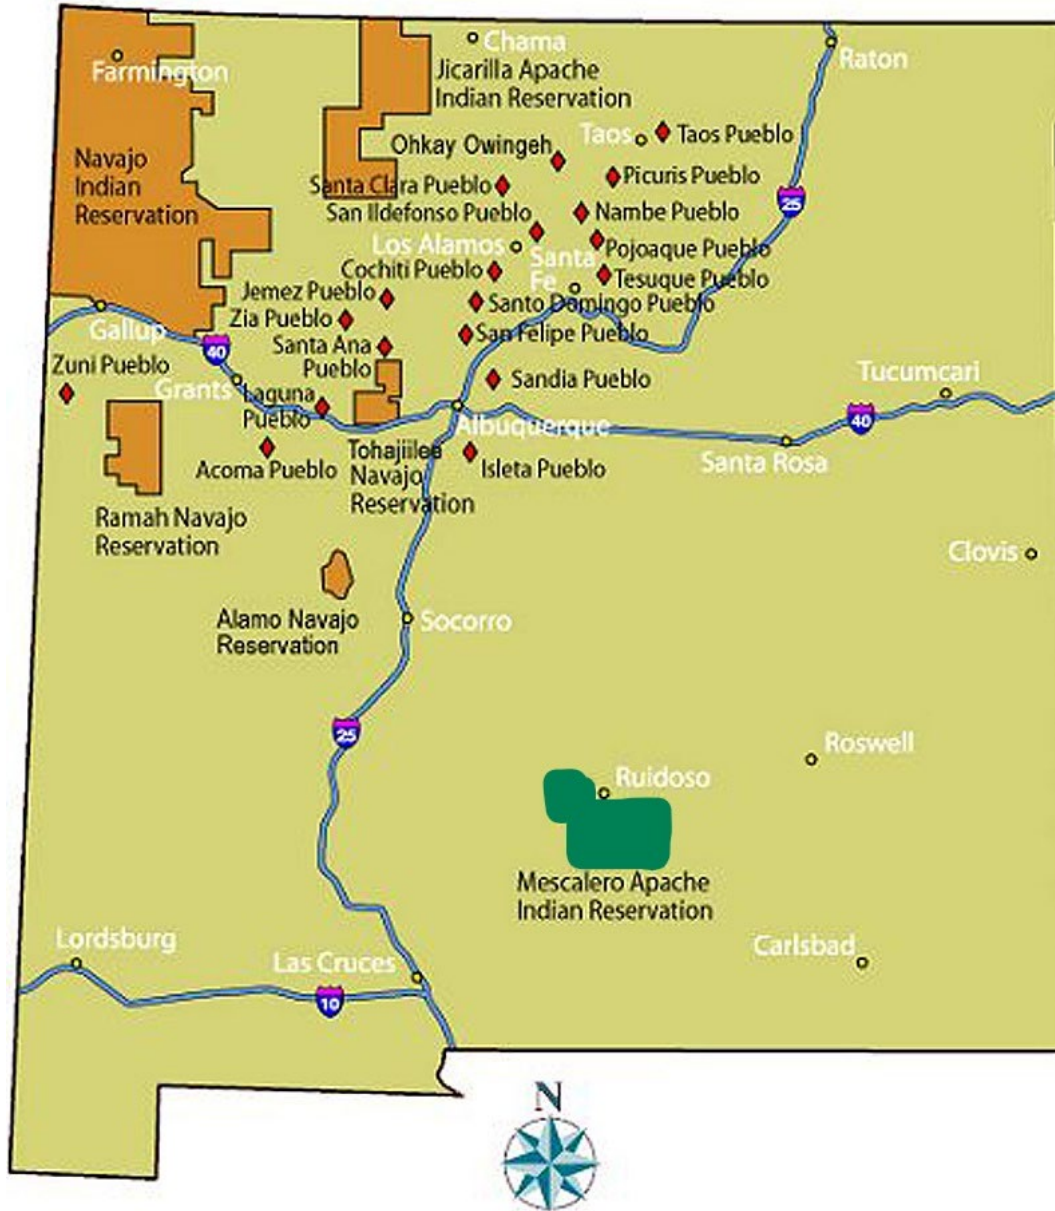 Chama
Raton
Farmington
Jicarilla Apache
Indian Reservation
Taos
Taos Pueblo
Ohkay Owingeh
Navajo
Indian
Reservation
Picuris Pueblo
Santa Clara Pueblo
25
San Ildefonso Pueblo
Nambe Pueblo
Los Alamos
Santa
Fe
Pojoaque Pueblo
Cochiti Pueblo
Tesuque Pueblo
Jemez Pueblo
Santo Domingo Pueblo
Zia Pueblo
Gallup
San Felipe Pueblo
40
Santa Ana
Pueblo
Zuni Pueblo
Grants
Laguna
Pueblo
Sandia Pueblo
Tucumcari
40
Albuquerque
Acoma Pueblo
Tohajiilee
Navajo
Reservation
Isleta Pueblo
Santa Rosa
Ramah Navajo
Reservation
Clovis
Alamo Navajo
Reservation
Socorro
25
Roswell
Ruidoso
Mescalero Apache
Indian Reservation
Lordsburg
Las Cruces
Carlsbad
10
N